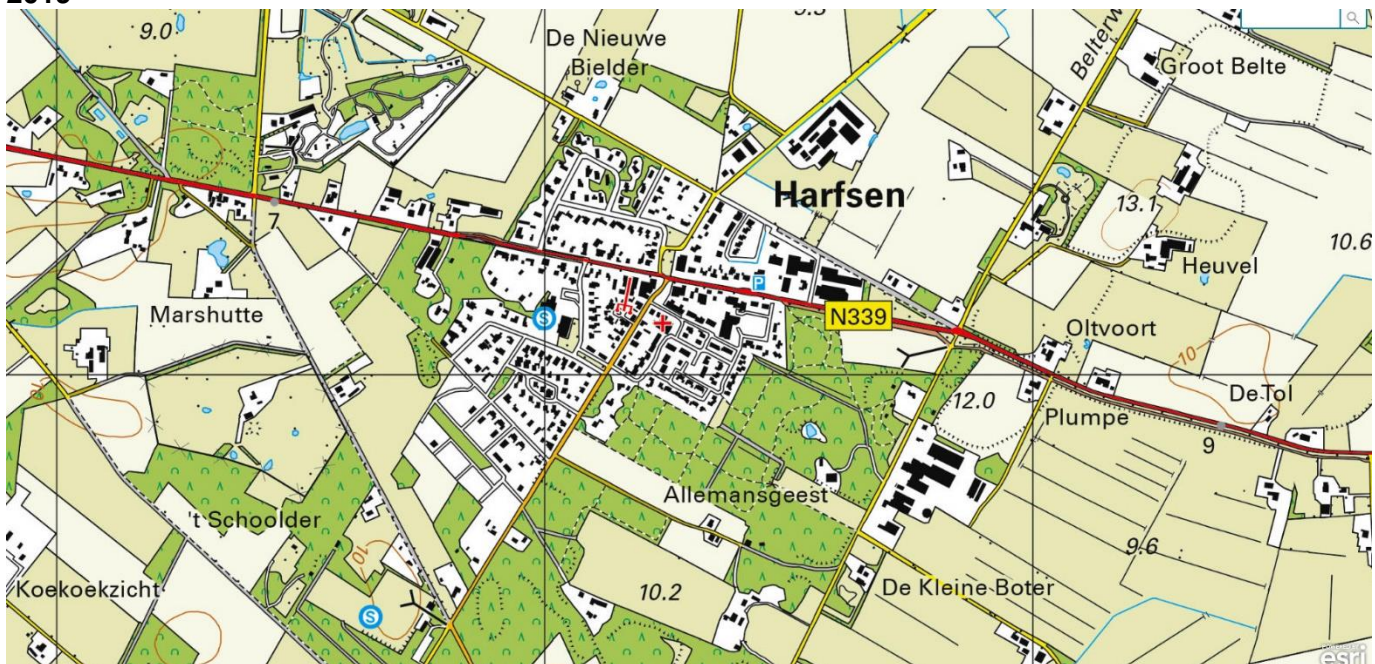 9.0
De Nieuwe
Bielder
Belterw
Groot Belte
Harfsen
13.1
10.6
7
Heuvel
Marshutte
S
P
N339
Oltvoort
10
De Tol
12.0
Plumpe
9
10
't Schoolder
Allemansgeest
9.6
10
Koekoekzicht
S
10.2
De Kleine Boter
esri